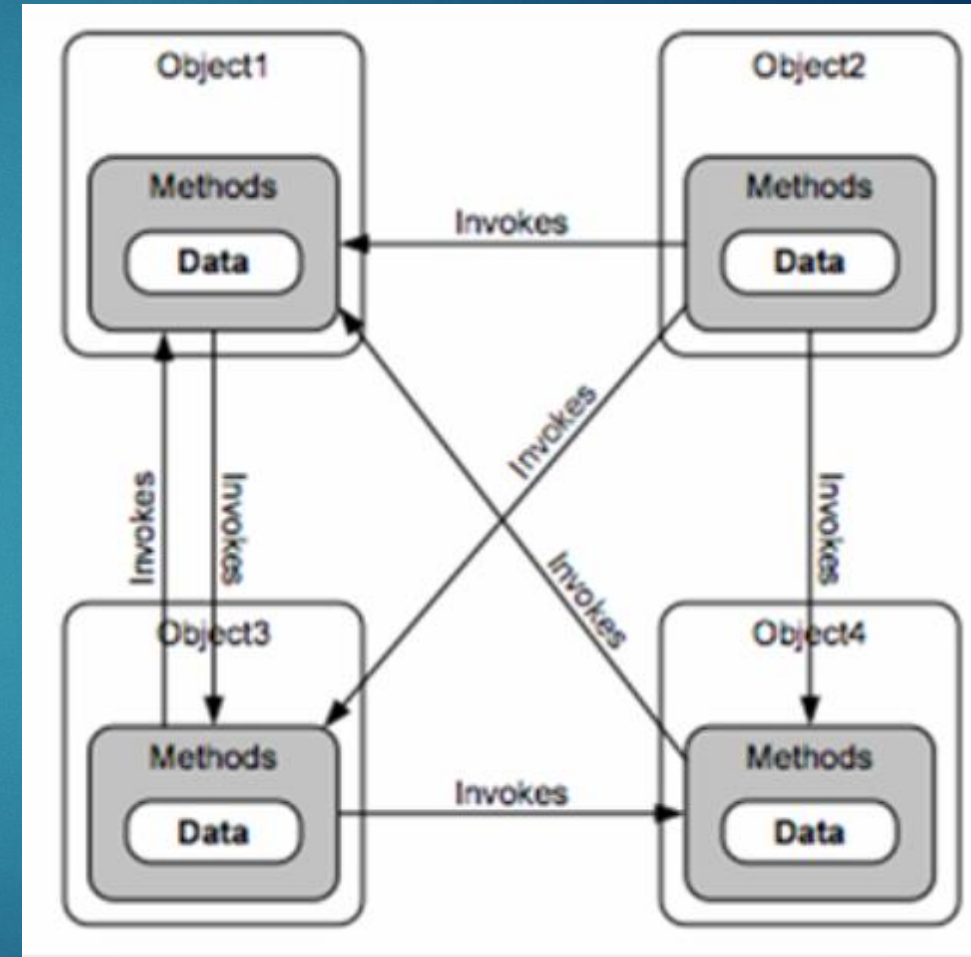 Object1
Object2
Methods
Data
Invokes
Methods
Data
Invokes
Invokes
Invokes
Invokes
Invokes
Object3
Object4
Methods
Data
Invokes
Methods
Data